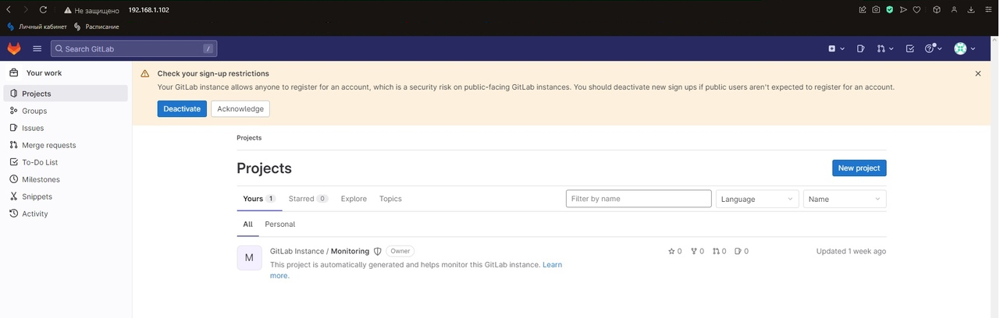 Не защищено 192.168.1.102
Личный кабинет Расписание
Search GitLab /
Your work
Projects
Groups
Issues
Merge requests
To-Do List
Milestones
Snippets
Activity
Check your sign-up restrictions
Your GitLab instance allows anyone to register for an account, which is a security risk on public-facing GitLab instances. You should deactivate new sign ups if public users aren't expected to register for an account.
Deactivate Acknowledge
Projects
Projects New project
Yours 1 Starred 0 Explore Topics Filter by name Language Name
All Personal
M GitLab Instance / Monitoring Owner 0 0 0 0 Updated 1 week ago
This project is automatically generated and helps monitor this GitLab instance. Learn
more.